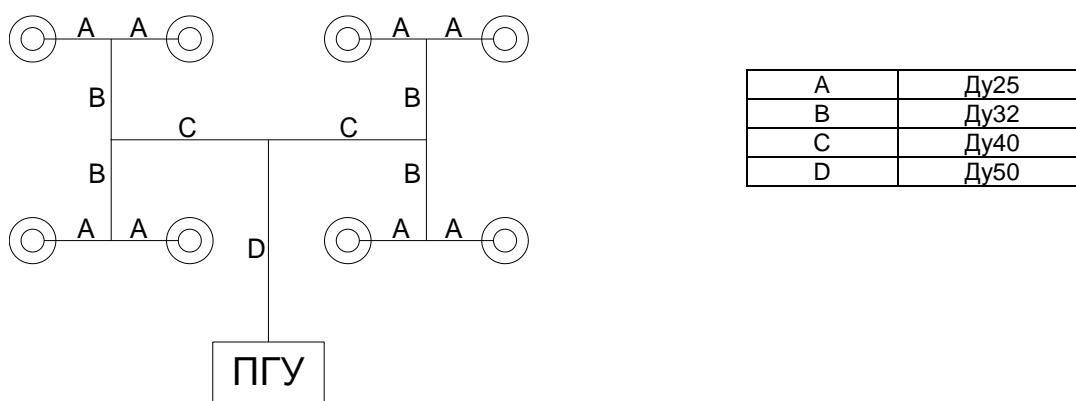 A A A A
B B
C C
B B
A A A A
D
ПГУ
A Ду25
B Ду32
C Ду40
D Ду50